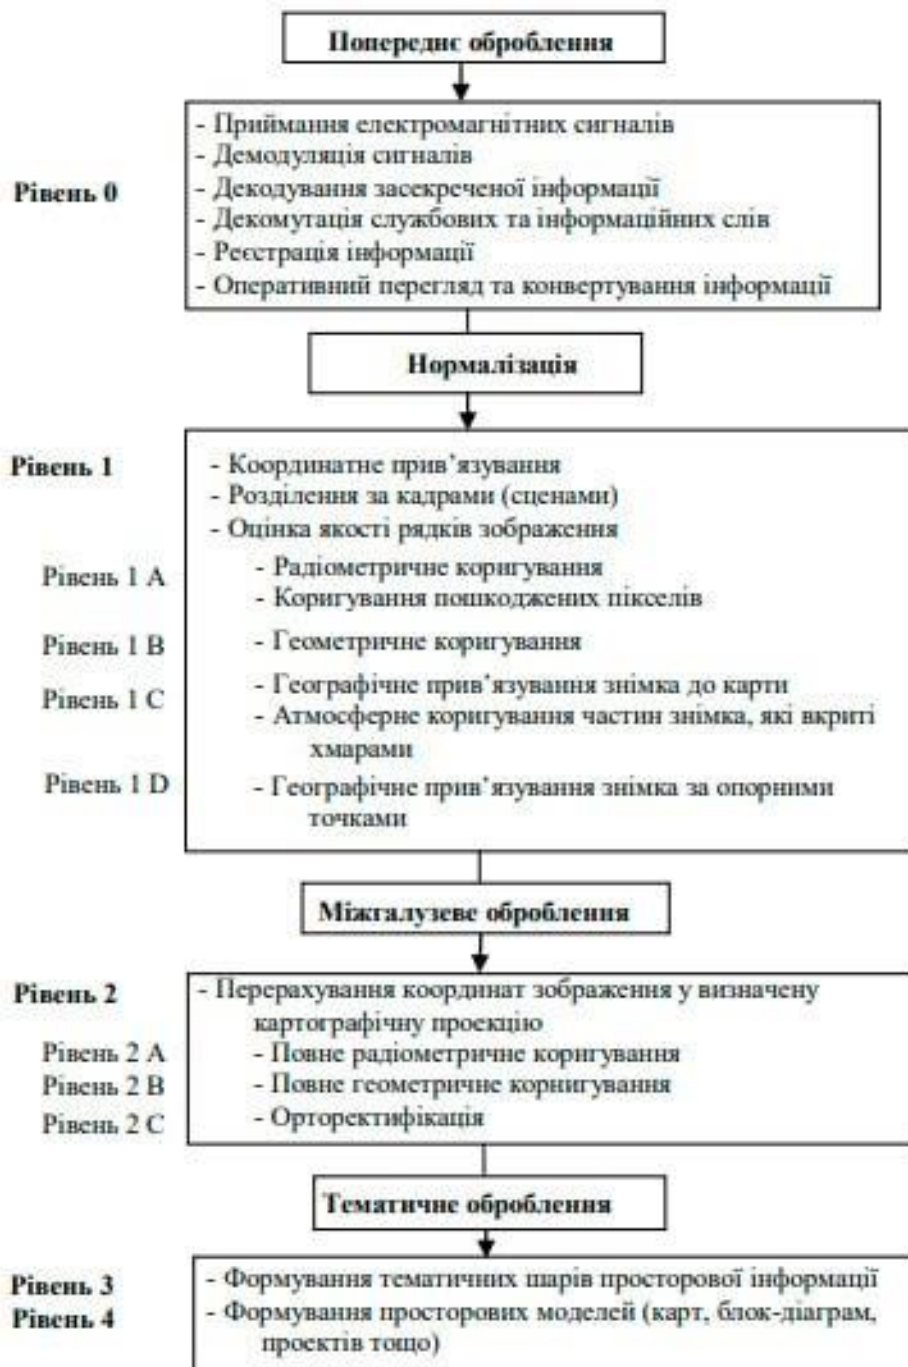 Попереднє оброблення
- Приймання електромагнітних сигналів
- Демодуляція сигналів
Рівень 0
- Декодування засекреченої інформації
- Декомутація службових та інформаційних слів
- Реєстрація інформації
- Оперативний перегляд та конвертування інформації
Нормалізація
Рівень 1
- Координатне прив’язування
- Розділення за кадрами (сценами)
- Оцінка якості рядків зображення
Рівень 1 А
- Радіометричне коригування
- Коригування пошкоджених пікселів
Рівень 1 В
- Геометричне коригування
Рівень 1 С
- Географічне прив’язування знімка до карти
- Атмосферне коригування частин знімка, які вкриті
хмарами
Рівень 1 D
- Географічне прив’язування знімка за опорними
точками
Міжгалузеве оброблення
Рівень 2
- Перерахування координат зображення у визначену
картографічну проекцію
Рівень 2 А
- Повне радіометричне коригування
Рівень 2 В
- Повне геометричне корнигування
Рівень 2 С
- Орторектифікація
Тематичне оброблення
Рівень 3
- Формування тематичних шарів просторової інформації
Рівень 4
- Формування просторових моделей (карт, блок-діаграм,
проектів тощо)